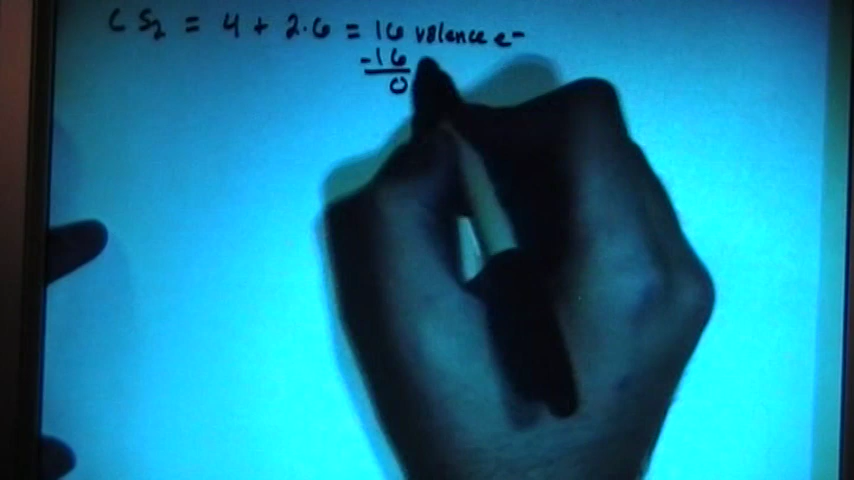 CS₂ = 4 + 2·6 = 16 valence e-
-16
0